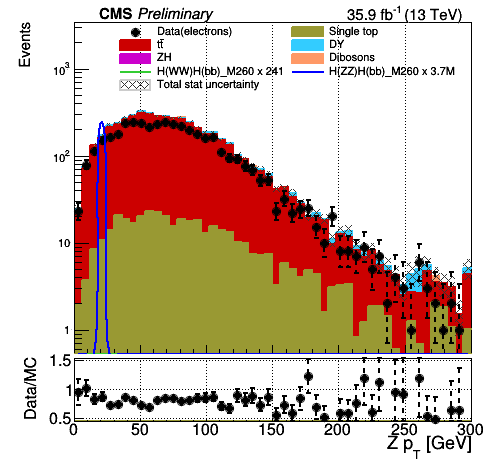 CMS Preliminary 35.9 fb⁻¹ (13 TeV)
Data(electrons) Single top
tt̄ DY
ZH Dibosons
H(WW)H(bb)_M260 x 241 H(ZZ)H(bb)_M260 x 3.7M
Total stat uncertainty
Events
10³
10²
10
1
Data/MC
1.5
1.0
0.5
0 50 100 150 200 250 300
Z p_T [GeV]